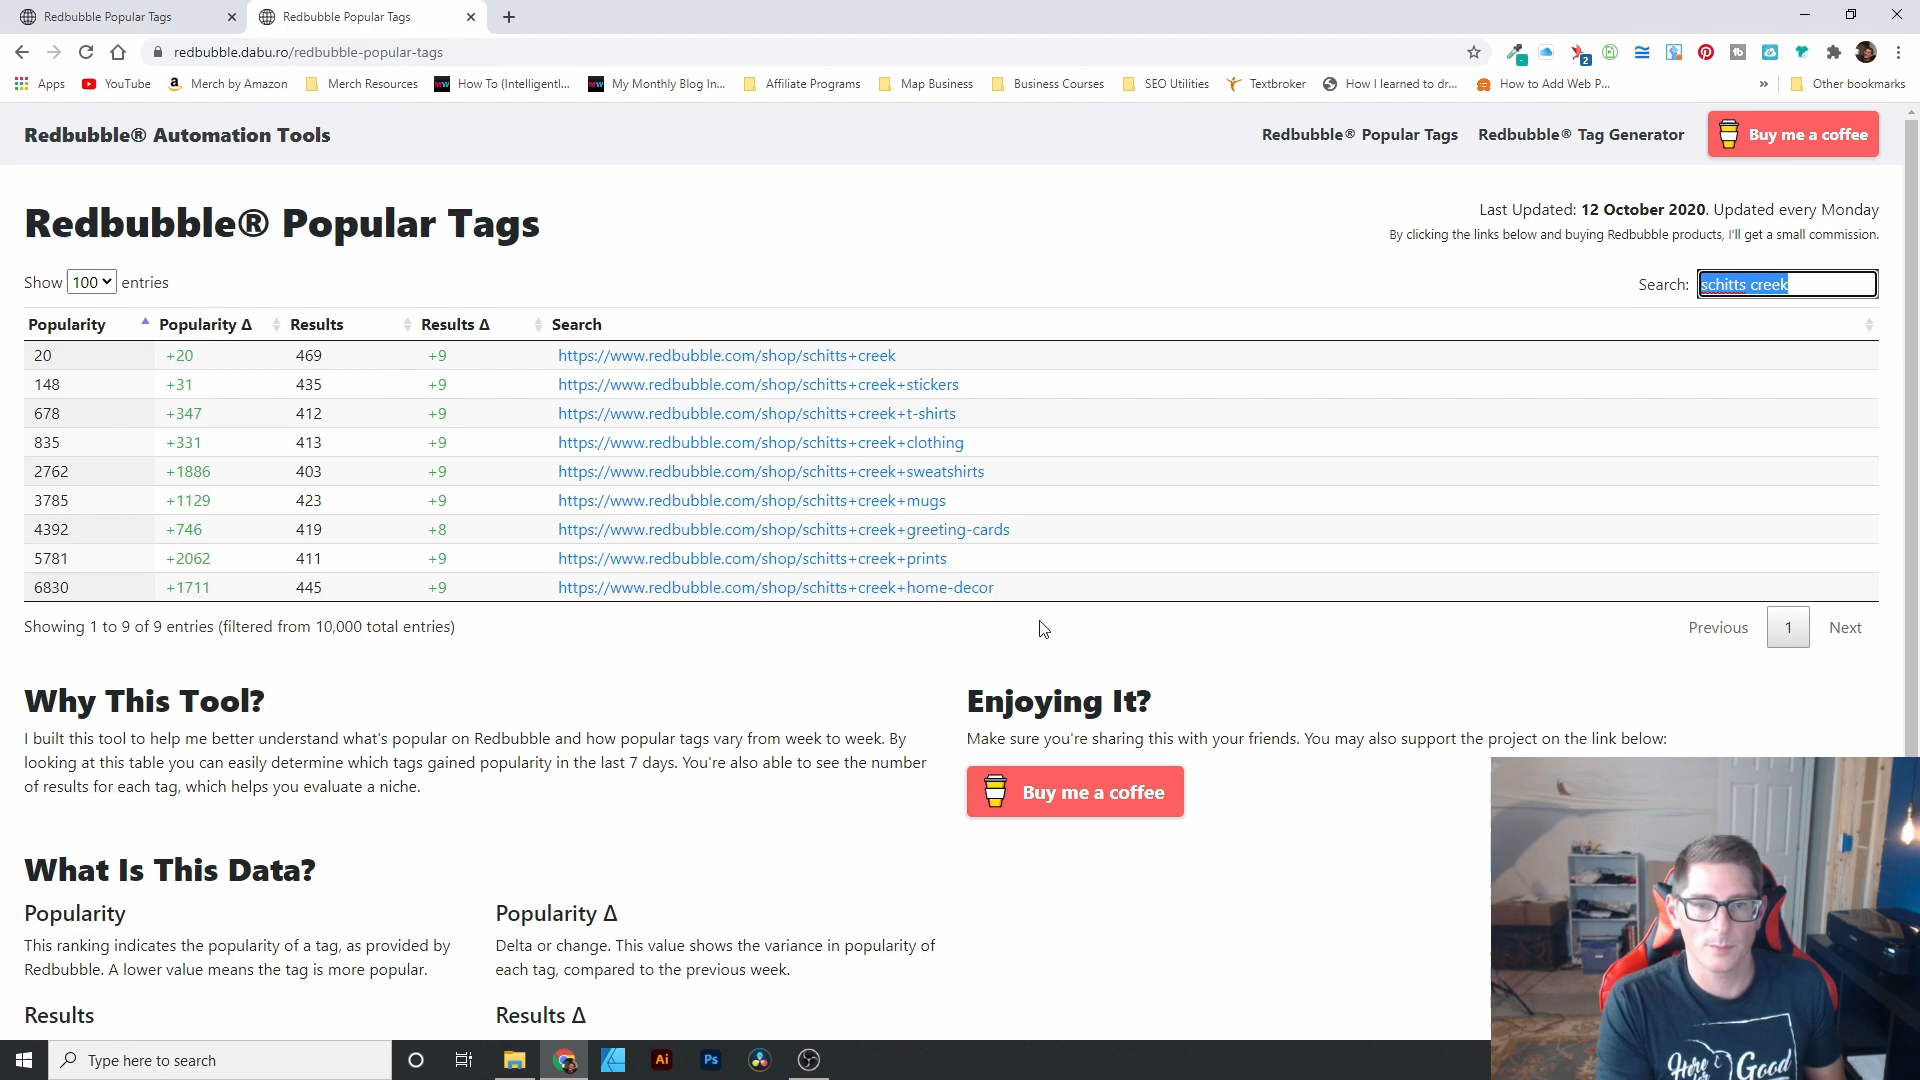 Redbubble Popular Tags
Redbubble Popular Tags
redbubble.dabu.ro/redbubble-popular-tags
2
Apps
YouTube
Merch by Amazon
Merch Resources
How To (Intelligentl...
My Monthly Blog In...
Affiliate Programs
Map Business
Business Courses
SEO Utilities
Textbroker
How I learned to dr...
How to Add Web P...
»
Other bookmarks
Redbubble® Automation Tools
Redbubble® Popular Tags
Redbubble® Tag Generator
Buy me a coffee
Redbubble® Popular Tags
Last Updated: 12 October 2020. Updated every Monday
By clicking the links below and buying Redbubble products, I'll get a small commission.
Show 100 entries
Search: schitts creek
Popularity Popularity Δ Results Results Δ Search
20 +20 469 +9 https://www.redbubble.com/shop/schitts+creek
148 +31 435 +9 https://www.redbubble.com/shop/schitts+creek+stickers
678 +347 412 +9 https://www.redbubble.com/shop/schitts+creek+t-shirts
835 +331 413 +9 https://www.redbubble.com/shop/schitts+creek+clothing
2762 +1886 403 +9 https://www.redbubble.com/shop/schitts+creek+sweatshirts
3785 +1129 423 +9 https://www.redbubble.com/shop/schitts+creek+mugs
4392 +746 419 +8 https://www.redbubble.com/shop/schitts+creek+greeting-cards
5781 +2062 411 +9 https://www.redbubble.com/shop/schitts+creek+prints
6830 +1711 445 +9 https://www.redbubble.com/shop/schitts+creek+home-decor
Showing 1 to 9 of 9 entries (filtered from 10,000 total entries)
Previous 1 Next
Why This Tool?
I built this tool to help me better understand what's popular on Redbubble and how popular tags vary from week to week. By
looking at this table you can easily determine which tags gained popularity in the last 7 days. You're also able to see the number
of results for each tag, which helps you evaluate a niche.
Enjoying It?
Make sure you're sharing this with your friends. You may also support the project on the link below:
Buy me a coffee
What Is This Data?
Popularity
This ranking indicates the popularity of a tag, as provided by
Redbubble. A lower value means the tag is more popular.
Popularity Δ
Delta or change. This value shows the variance in popularity of
each tag, compared to the previous week.
Results
Results Δ
Type here to search
Ai
Ps
Here
Good